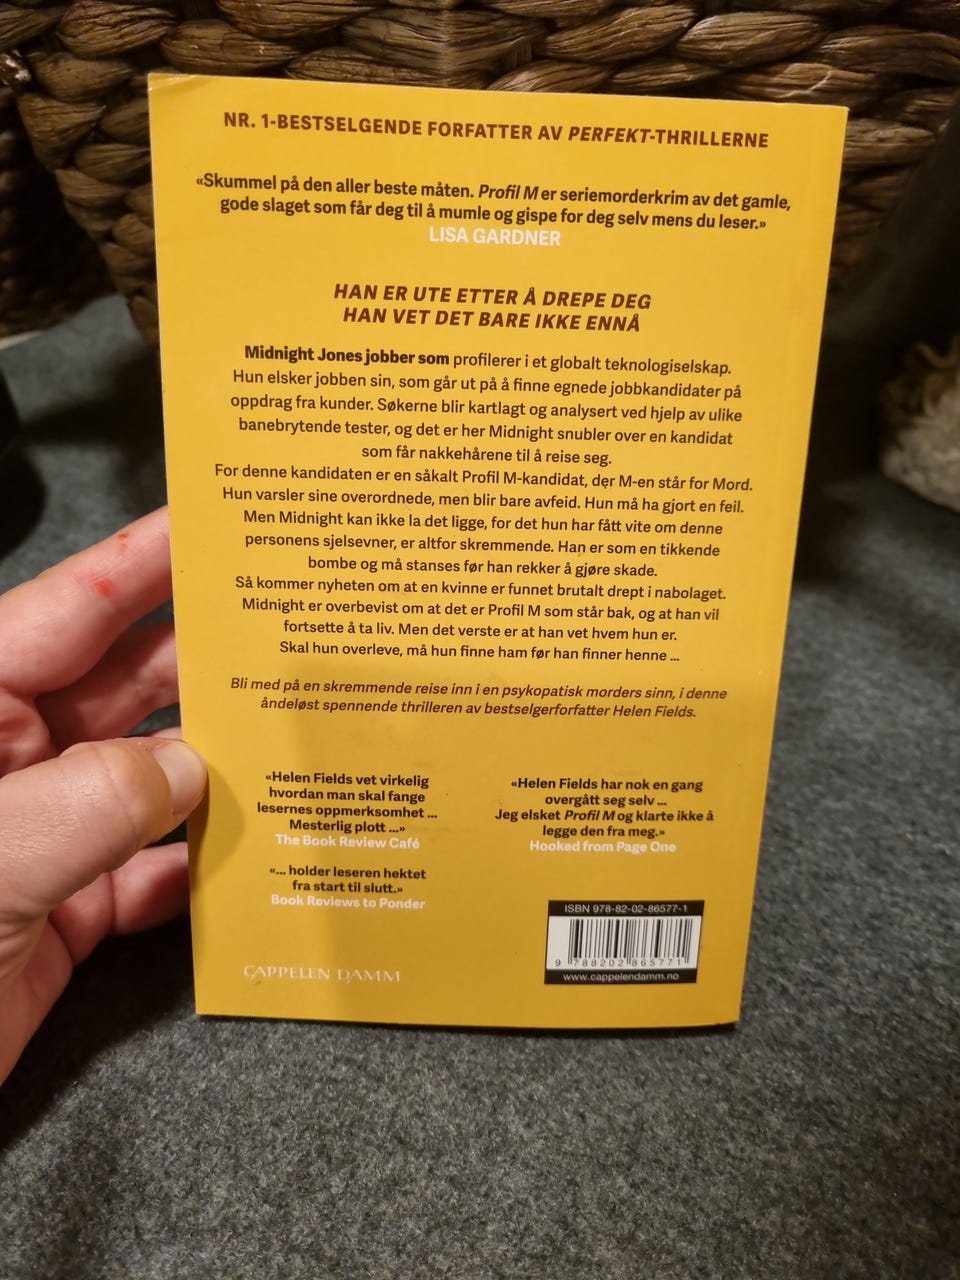 NR. 1-BESTSELGENDE FORFATTER AV PERFEKT-THRILLERNE
«Skummel på den aller beste måten. Profil M er seriemorderkrim av det gamle,
gode slaget som får deg til å mumle og gispe for deg selv mens du leser.»
LISA GARDNER
HAN ER UTE ETTER Å DREPE DEG
HAN VET DET BARE IKKE ENNÅ
Midnight Jones jobber som profilerer i et globalt teknologiselskap.
Hun elsker jobben sin, som går ut på å finne egnede jobbkandidater på
oppdrag fra kunder. Søkerne blir kartlagt og analysert ved hjelp av ulike
banebrytende tester, og det er her Midnight snubler over en kandidat
som får nakkehårene til å reise seg.
For denne kandidaten er en såkalt Profil M-kandidat, der M-en står for Mord.
Hun varsler sine overordnede, men blir bare avfeid. Hun må ha gjort en feil.
Men Midnight kan ikke la det ligge, for det hun har fått vite om denne
personens sjelsevner, er altfor skremmende. Han er som en tikkende
bombe og må stanses før han rekker å gjøre skade.
Så kommer nyheten om at en kvinne er funnet brutalt drept i nabolaget.
Midnight er overbevist om at det er Profil M som står bak, og at han vil
fortsette å ta liv. Men det verste er at han vet hvem hun er.
Skal hun overleve, må hun finne ham før han finner henne ...
Bli med på en skremmende reise inn i en psykopatisk morders sinn, i denne
åndeløst spennende thrilleren av bestselgerforfatter Helen Fields.
«Helen Fields vet virkelig
hvordan man skal fange
lesernes oppmerksomhet ...
Mesterlig plott ...»
The Book Review Café
«... holder leseren hektet
fra start til slutt.»
Book Reviews to Ponder
«Helen Fields har nok en gang
overgått seg selv ...
Jeg elsket Profil M og klarte ikke å
legge den fra meg.»
Hooked from Page One
CAPPELEN DAMM
ISBN 978-82-02-86577-1
9 788202 865771
www.cappelendamm.no